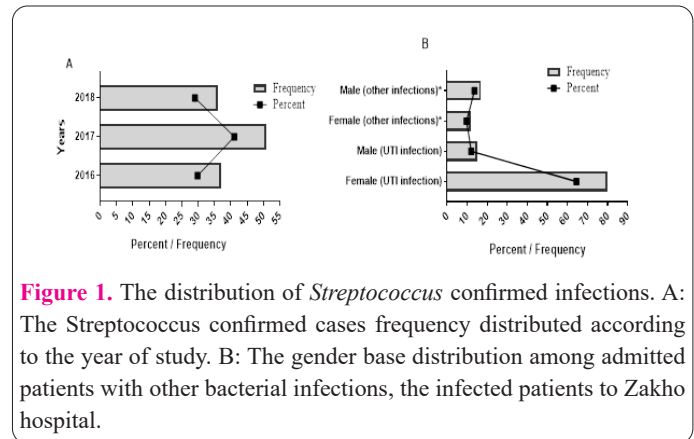 A
2018
2017
2016
Years
0 5 10 15 20 25 30 35 40 45 50 55
Percent / Frequency
Frequency
Percent
B
Male (other infections)*
Female (other infections)*
Male (UTI infection)
Female (UTI infection)
0 10 20 30 40 50 60 70 80 90
Percent / Frequency
Frequency
Percent
Figure 1. The distribution of Streptococcus confirmed infections. A:
The Streptococcus confirmed cases frequency distributed according
to the year of study. B: The gender base distribution among admitted
patients with other bacterial infections, the infected patients to Zakho
hospital.